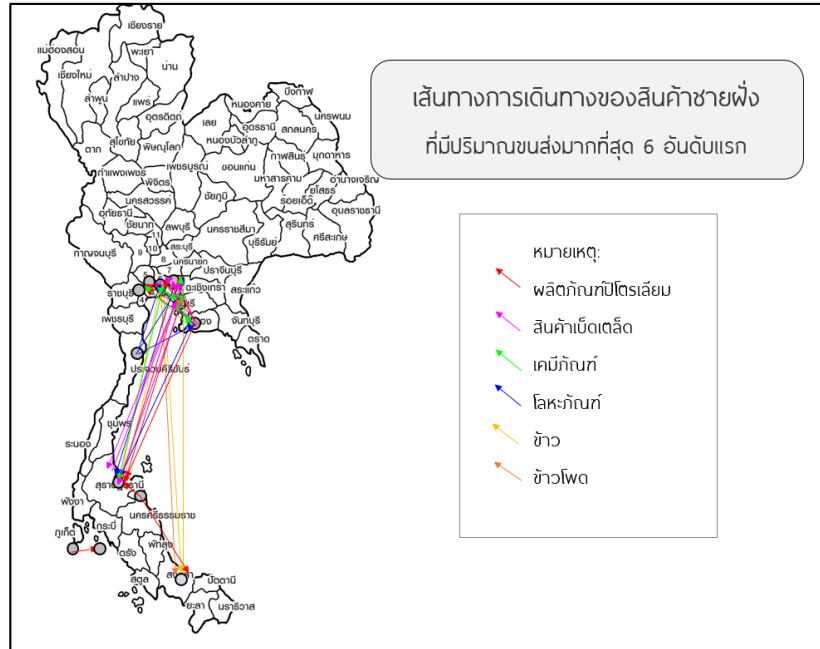 เส้นทางการเดินทางของสินค้าชายฝั่ง
ที่มีปริมาณขนส่งมากที่สุด 6 อันดับแรก
หมายเหตุ:
ผลิตภัณฑ์ปิโตรเลียม
สินค้าเบ็ดเตล็ด
เคมีภัณฑ์
โลหะภัณฑ์
ข้าว
ข้าวโพด
เชียงราย
แม่ฮ่องสอน
พะเยา
น่าน
เชียงใหม่
ลำปาง
ลำพูน
แพร่
อุตรดิตถ์
เลย
หนองคาย
บึงกาฬ
อุดรธานี
นครพนม
สกลนคร
หนองบัวลำภู
สุโขทัย
ตาก
พิษณุโลก
กาฬสินธุ์
มุกดาหาร
กำแพงเพชร
เพชรบูรณ์
ขอนแก่น
พิจิตร
มหาสารคาม
อำนาจเจริญ
ยโสธร
ชัยภูมิ
ร้อยเอ็ด
นครสวรรค์
อุบลราชธานี
อุทัยธานี
ชัยนาท
ลพบุรี
นครราชสีมา
สุรินทร์
บุรีรัมย์
ศรีสะเกษ
11
10
9
8
สระบุรี
กาญจนบุรี
นครนายก
7
ปราจีนบุรี
5
ฉะเชิงเทรา
สระแก้ว
ราชบุรี
4
เพชรบุรี
จันทบุรี
ตราด
ประจวบคีรีขันธ์
ชุมพร
ระนอง
พังงา
นครศรีธรรมราช
กระบี่
ภูเก็ต
ตรัง
พัทลุง
สตูล
ปัตตานี
ยะลา
นราธิวาส